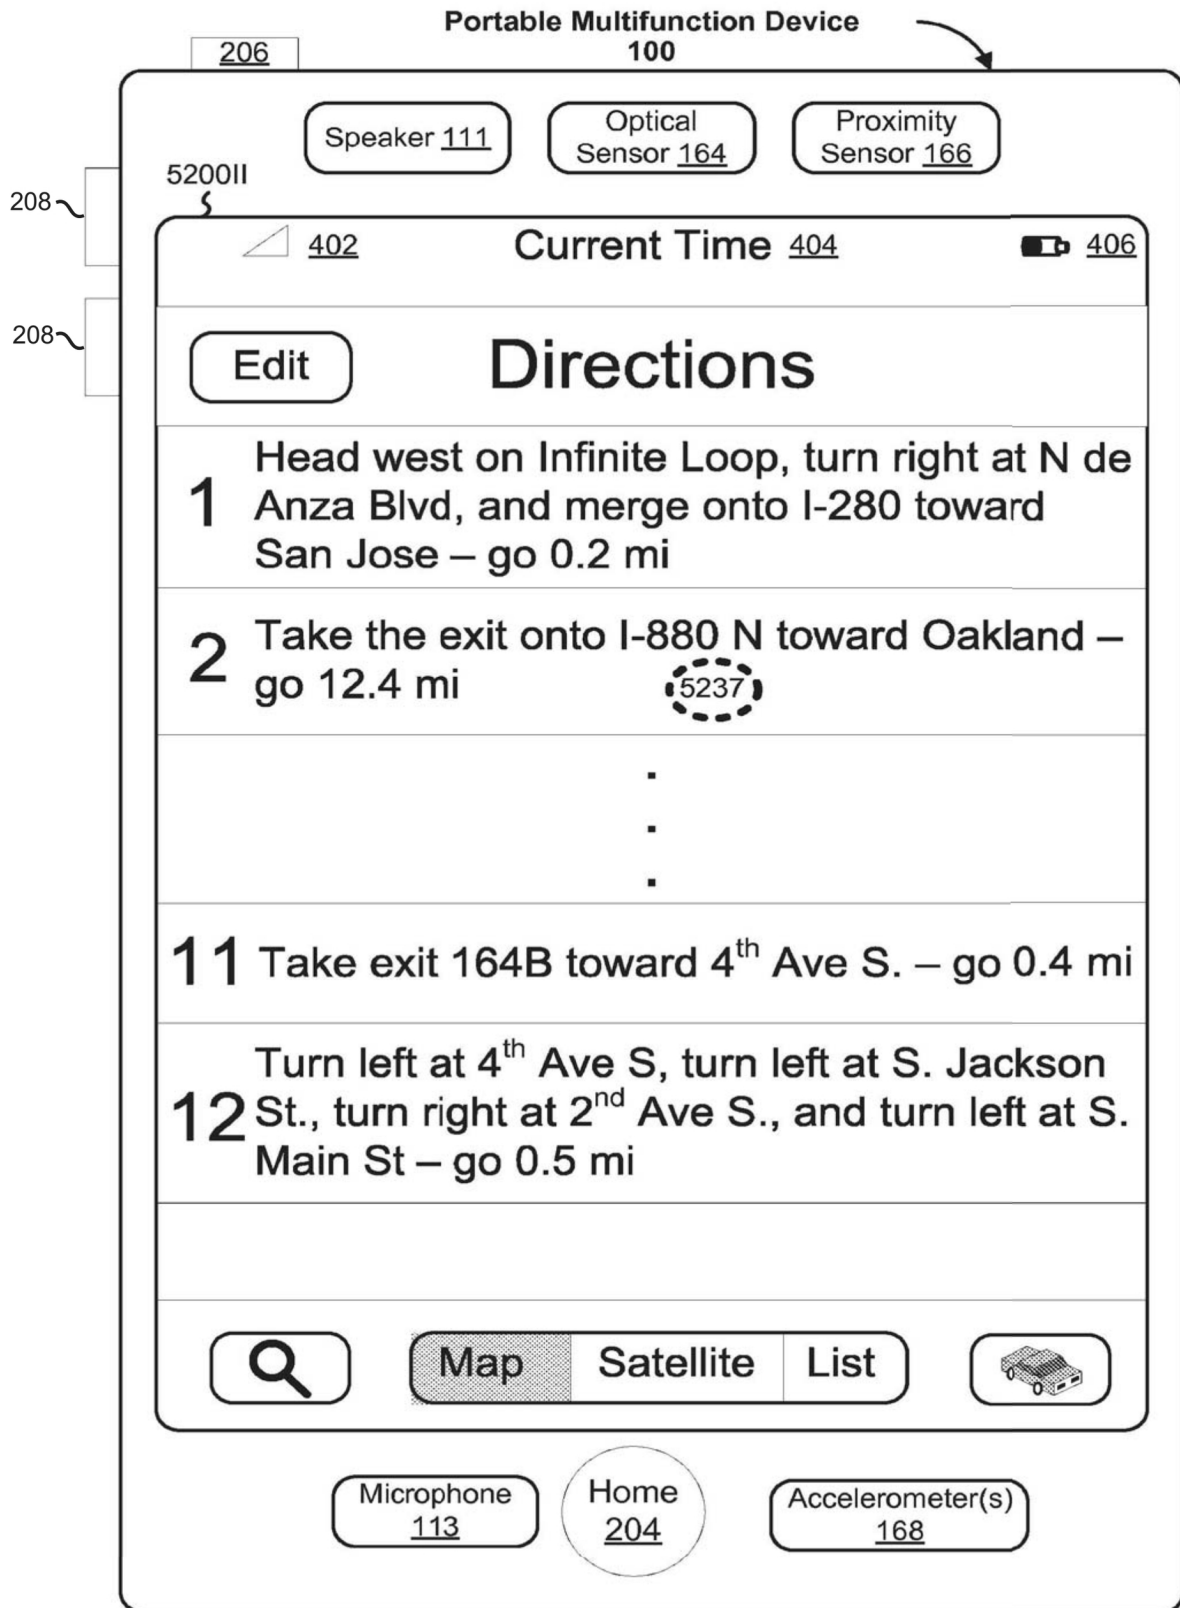 Portable Multifunction Device
100
206
Speaker 111
Optical
Sensor 164
Proximity
Sensor 166
5200II
208
402
Current Time 404
406
208
Edit
Directions
1
Head west on Infinite Loop, turn right at N de
Anza Blvd, and merge onto I-280 toward
San Jose – go 0.2 mi
2
Take the exit onto I-880 N toward Oakland –
go 12.4 mi
5237
11 Take exit 164B toward 4th Ave S. – go 0.4 mi
12
Turn left at 4th Ave S, turn left at S. Jackson
St., turn right at 2nd Ave S., and turn left at S.
Main St – go 0.5 mi
Map
Satellite
List
Microphone
113
Home
204
Accelerometer(s)
168